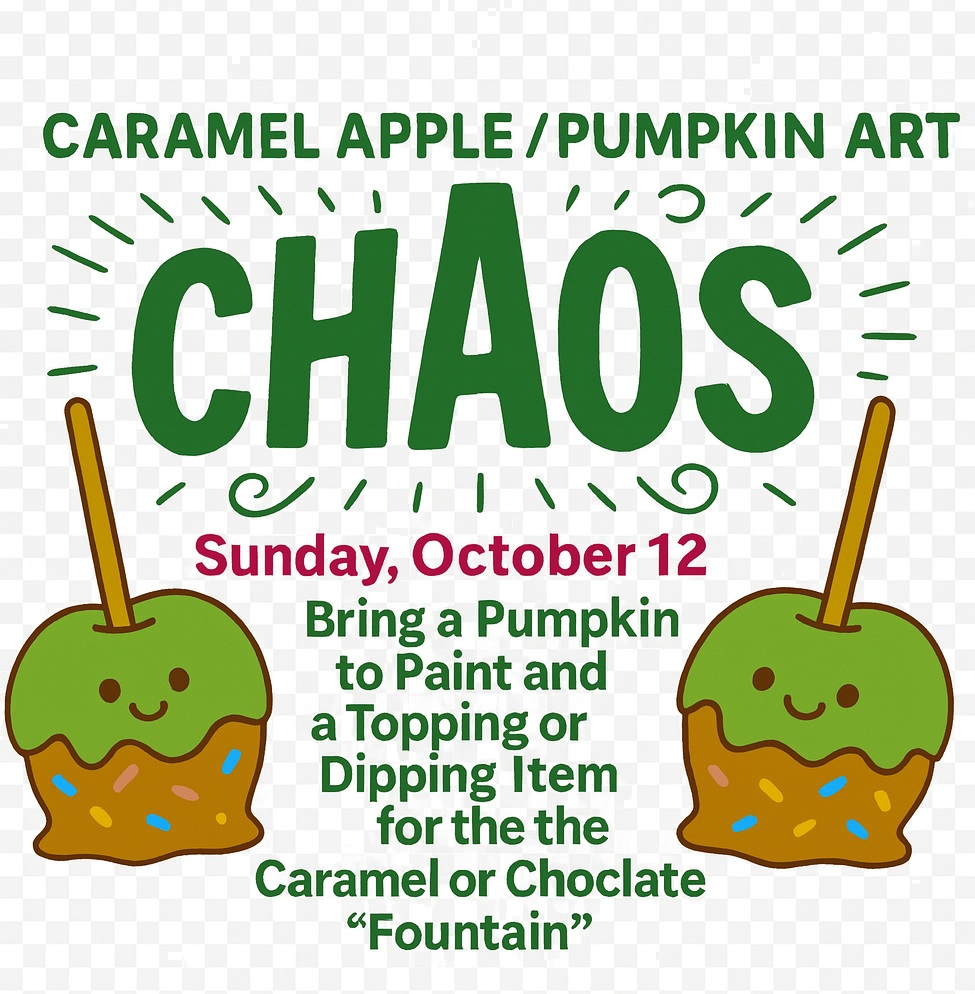 CARAMEL APPLE / PUMPKIN ART
CHAOS
Sunday, October 12
Bring a Pumpkin
to Paint and
a Topping or
Dipping Item
for the the
Caramel or Choclate
“Fountain”